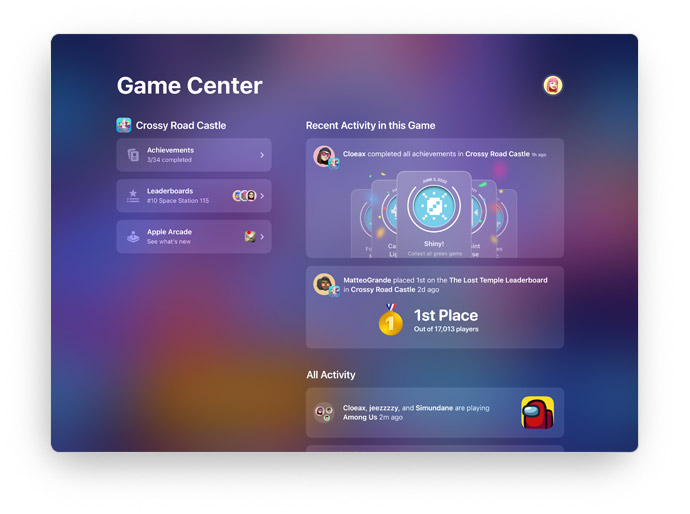 Game Center
Crossy Road Castle
Achievements
3/34 completed
Leaderboards
#10 Space Station 115
Apple Arcade
See what's new
Recent Activity in this Game
Cloeax completed all achievements in Crossy Road Castle 1h ago
JUNE 3, 2022
Shiny!
Collect all green gems
MatteoGrande placed 1st on the The Lost Temple Leaderboard
in Crossy Road Castle 2d ago
1
1st Place
Out of 17,013 players
All Activity
Cloeax, jeezzzzy, and Simundane are playing
Among Us 2m ago